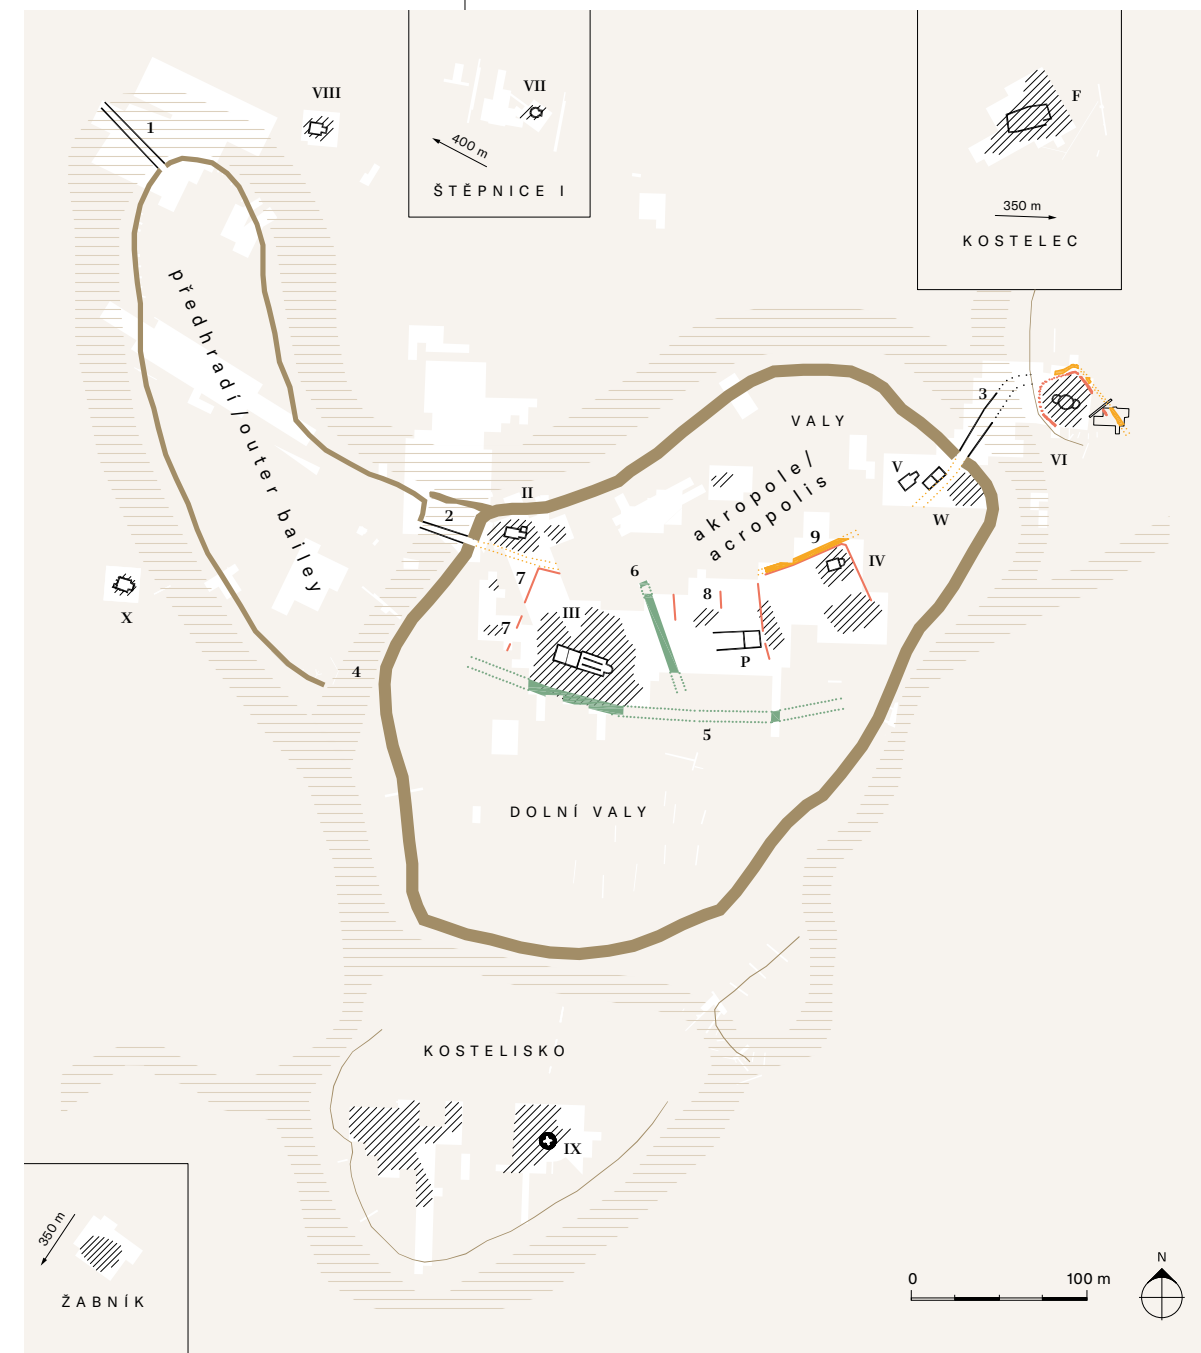 VIII
1
VII
400 m
ŠTĚPNICE I
F
350 m
KOSTELEC
předhradí/outer bailey
3
VALY
VI
V
W
akropole/
acropolis
II
2
9
IV
6
7
8
III
7
P
X
4
5
DOLNÍ VALY
KOSTELISKO
IX
350 m
ŽABNÍK
0
100 m
N